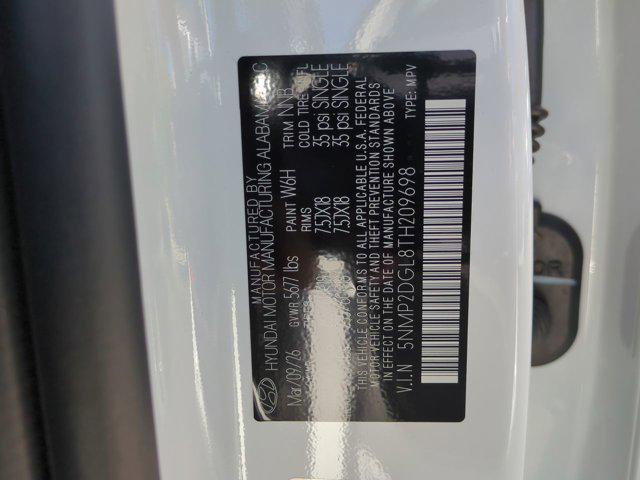 MANUFACTURED BY
HYUNDAI MOTOR MANUFACTURING ALABAMA
Mar/09/26 PAINT W6H TRIM NNB
GVWR 5677 lbs RIMS COLD TIRE
7.5JX18 35 psi SINGLE
7.5JX18 35 psi SINGLE
THIS VEHICLE CONFORMS TO ALL APPLICABLE U.S.A. FEDERAL
MOTOR VEHICLE SAFETY AND THEFT PREVENTION STANDARDS
IN EFFECT ON THE DATE OF MANUFACTURE SHOWN ABOVE
V.I.N 5NMP2DGL8TH209698 TYPE: MPV